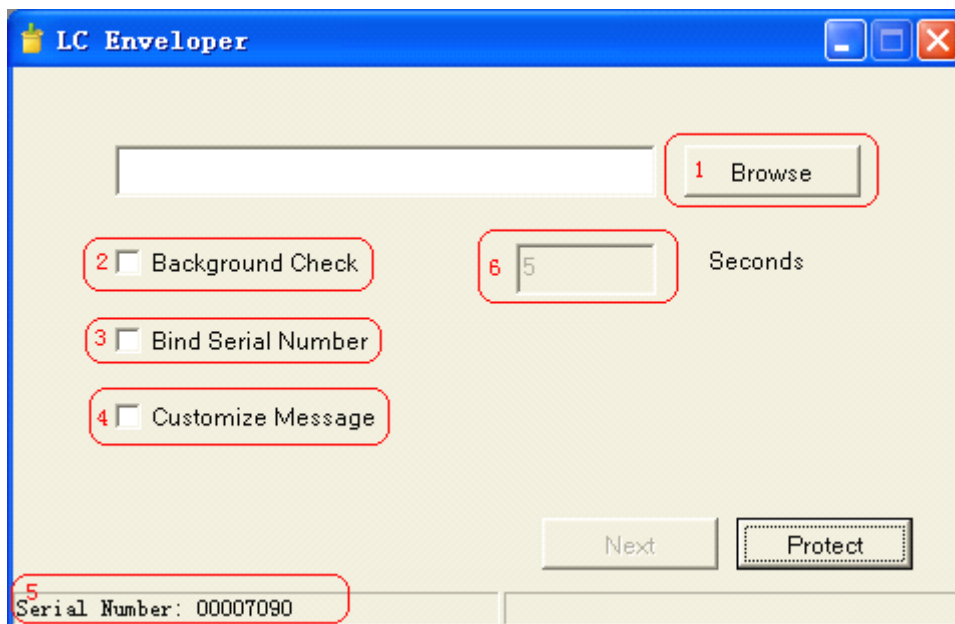 LC Enveloper
1 Browse
2 Background Check
6 5 Seconds
3 Bind Serial Number
4 Customize Message
Next
Protect
5
Serial Number: 00007090